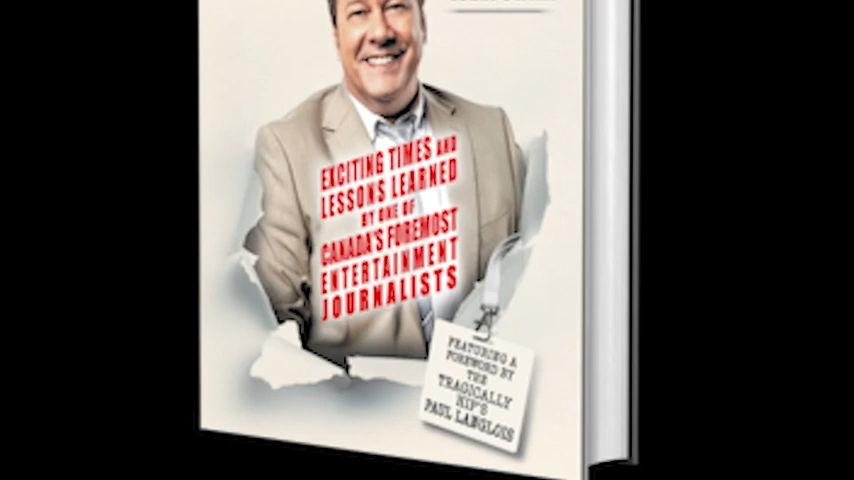 EXCITING TIMES AND
LESSONS LEARNED
BY ONE OF
CANADA'S FOREMOST
ENTERTAINMENT
JOURNALISTS
FEATURING A
FOREWORD BY
THE
TRAGICALLY
HIP'S
PAUL LANGLOIS